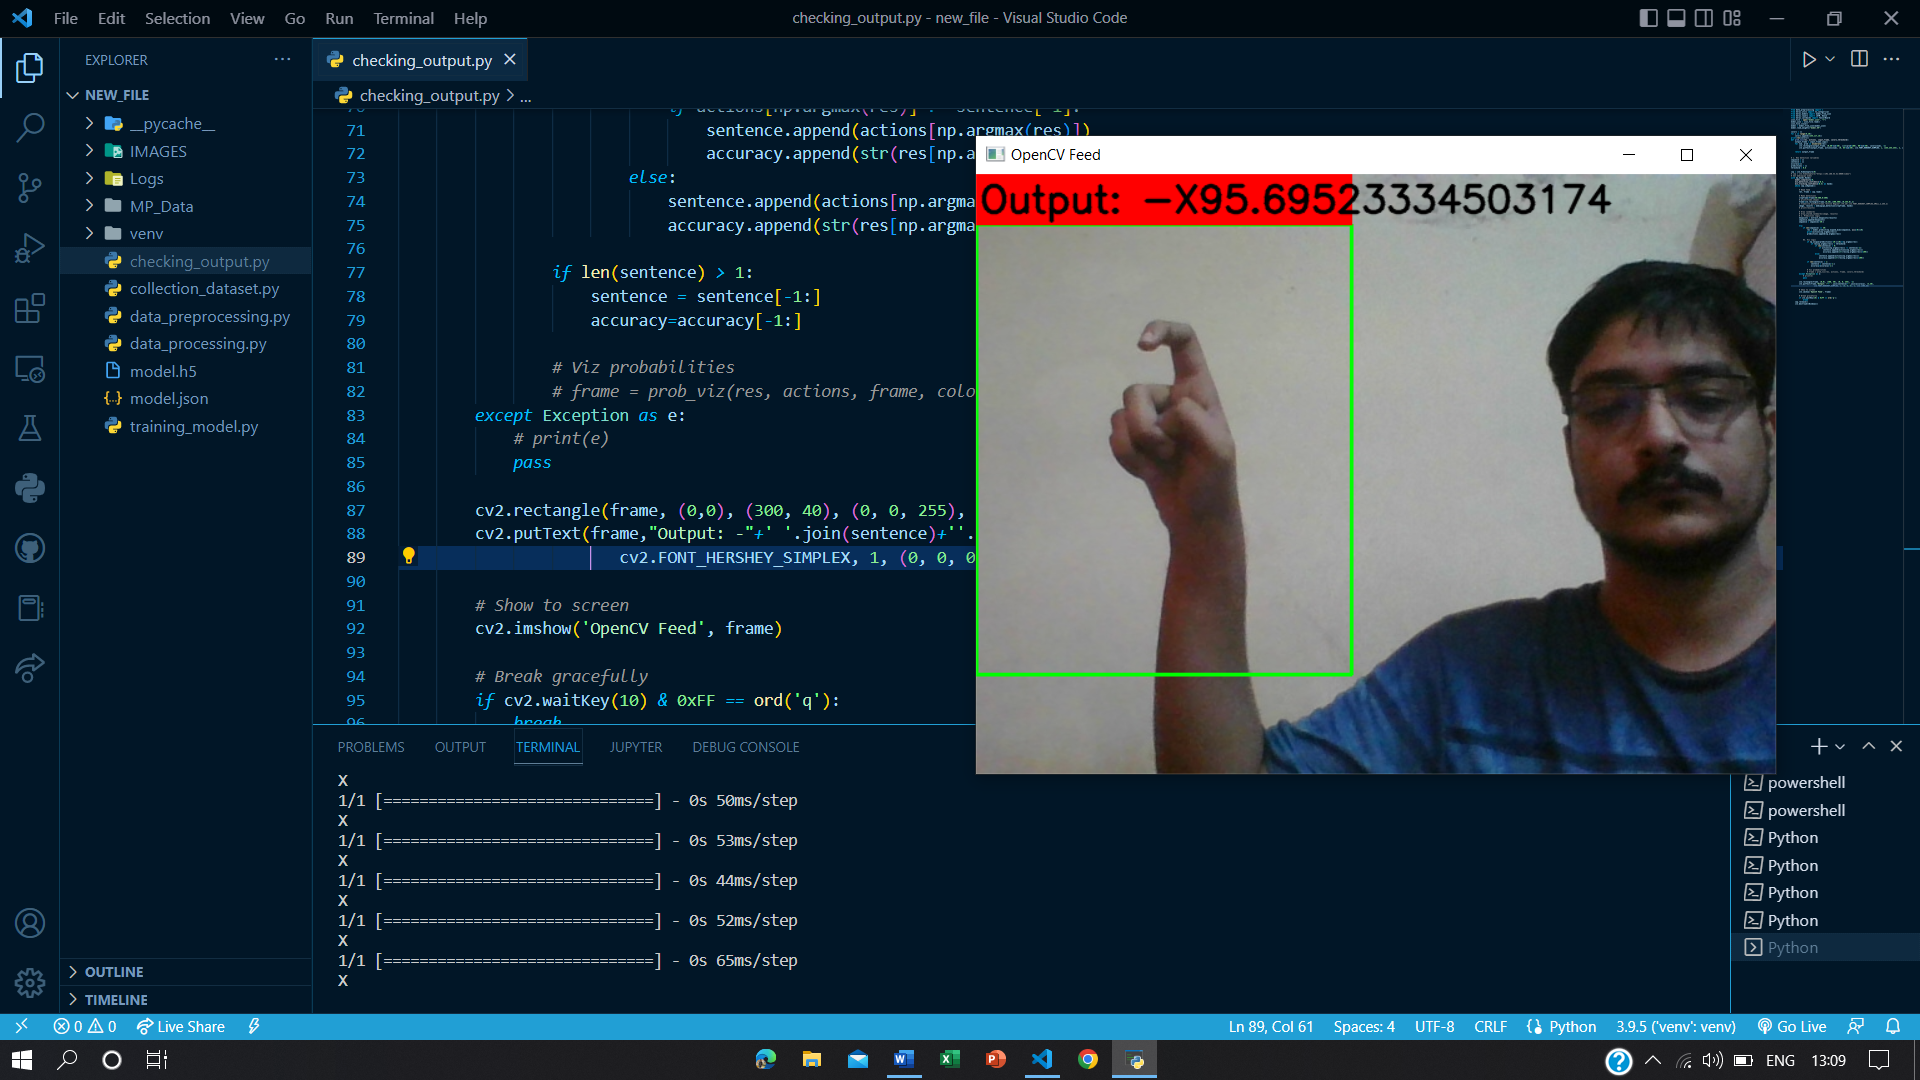 File Edit Selection View Go Run Terminal Help
checking_output.py - new_file - Visual Studio Code
EXPLORER
NEW_FILE
__pycache__
IMAGES
Logs
MP_Data
venv
checking_output.py
collection_dataset.py
data_preprocessing.py
data_processing.py
model.h5
model.json
training_model.py
OUTLINE
TIMELINE
checking_output.py
checking_output.py > ...
71 sentence.append(actions[np.argmax(res)])
72 accuracy.append(str(res[np.a
73 else:
74 sentence.append(actions[np.argma
75 accuracy.append(str(res[np.argma
76
77 if len(sentence) > 1:
78 sentence = sentence[-1:]
79 accuracy=accuracy[-1:]
80
81 # Viz probabilities
82 # frame = prob_viz(res, actions, frame, colo
83 except Exception as e:
84 # print(e)
85 pass
86
87 cv2.rectangle(frame, (0,0), (300, 40), (0, 0, 255),
88 cv2.putText(frame,"Output: -"+' '.join(sentence)+''.
89 cv2.FONT_HERSHEY_SIMPLEX, 1, (0, 0, 0
90
91 # Show to screen
92 cv2.imshow('OpenCV Feed', frame)
93
94 # Break gracefully
95 if cv2.waitKey(10) & 0xFF == ord('q'):
96 break
OpenCV Feed
Output: -X95.69523334503174
PROBLEMS OUTPUT TERMINAL JUPYTER DEBUG CONSOLE
X
1/1 [==============================] - 0s 50ms/step
X
1/1 [==============================] - 0s 53ms/step
X
1/1 [==============================] - 0s 44ms/step
X
1/1 [==============================] - 0s 52ms/step
X
1/1 [==============================] - 0s 65ms/step
X
powershell
powershell
Python
Python
Python
Python
Python
0 0 Live Share
Ln 89, Col 61 Spaces: 4 UTF-8 CRLF Python 3.9.5 ('venv': venv) Go Live
ENG 13:09